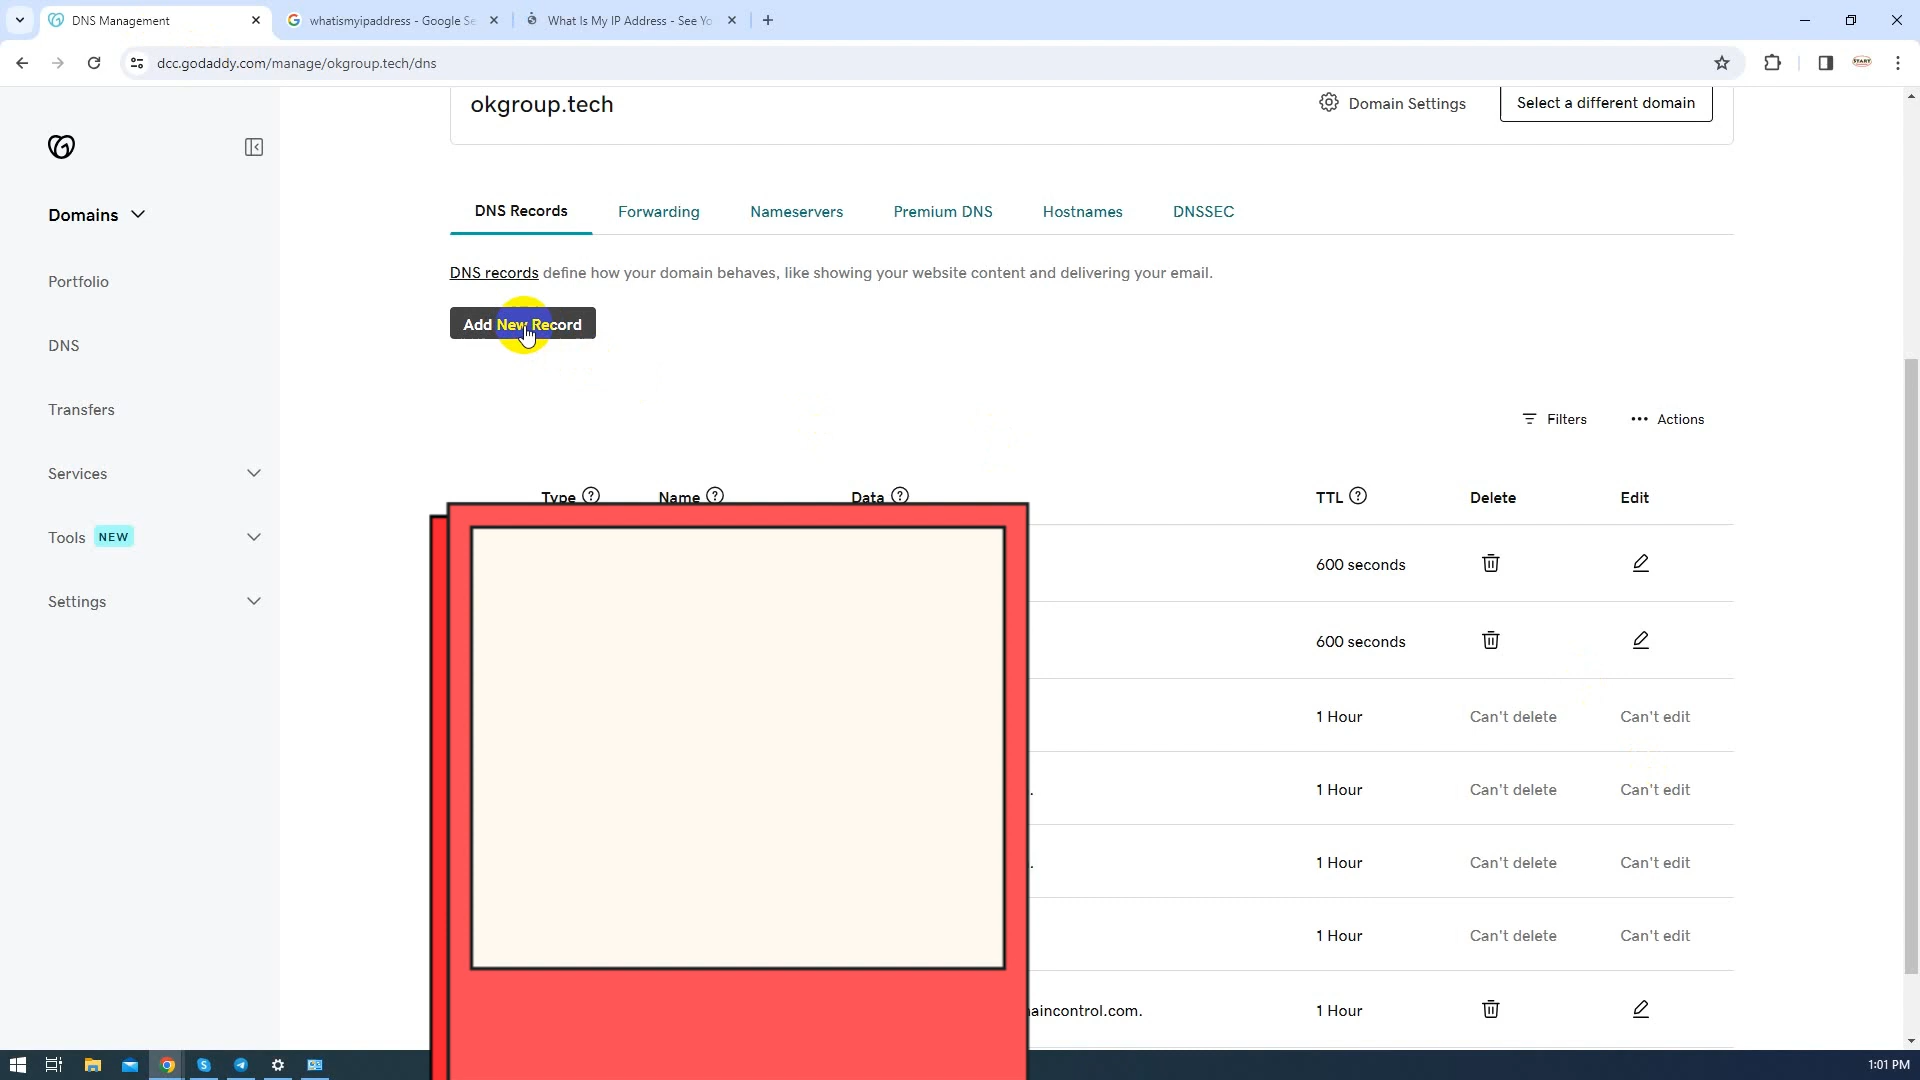 DNS Management
whatismyipaddress - Google Se
What Is My IP Address - See Yo
dcc.godaddy.com/manage/okgroup.tech/dns
START
okgroup.tech
Domain Settings
Select a different domain
Domains
DNS Records
Forwarding
Nameservers
Premium DNS
Hostnames
DNSSEC
DNS records define how your domain behaves, like showing your website content and delivering your email.
Portfolio
Add New Record
DNS
Transfers
Filters
Actions
Services
Type
Name
Data
TTL
Delete
Edit
Tools NEW
600 seconds
Settings
600 seconds
1 Hour
Can't delete
Can't edit
.
1 Hour
Can't delete
Can't edit
.
1 Hour
Can't delete
Can't edit
1 Hour
Can't delete
Can't edit
aincontrol.com.
1 Hour
1:01 PM